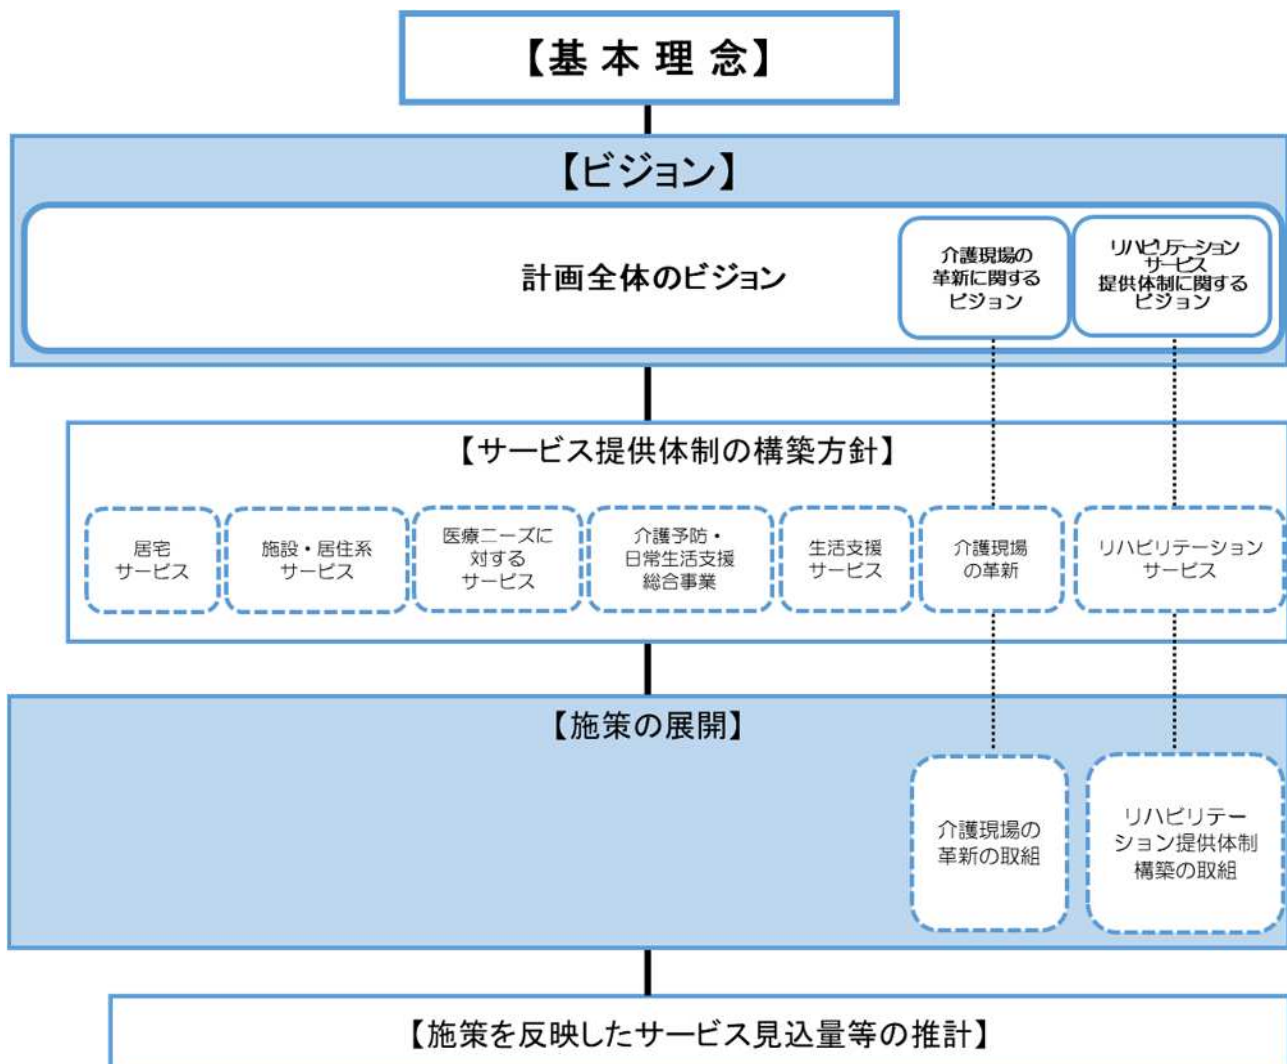 【基 本 理 念】
【ビジョン】
計画全体のビジョン
介護現場の
革新に関する
ビジョン
リハビリテーション
サービス
提供体制に関する
ビジョン
【サービス提供体制の構築方針】
居宅
サービス
施設・居住系
サービス
医療ニーズに
対する
サービス
介護予防・
日常生活支援
総合事業
生活支援
サービス
介護現場
の革新
リハビリテーション
サービス
【施策の展開】
介護現場の
革新の取組
リハビリテー
ション提供体制
構築の取組
【施策を反映したサービス見込量等の推計】